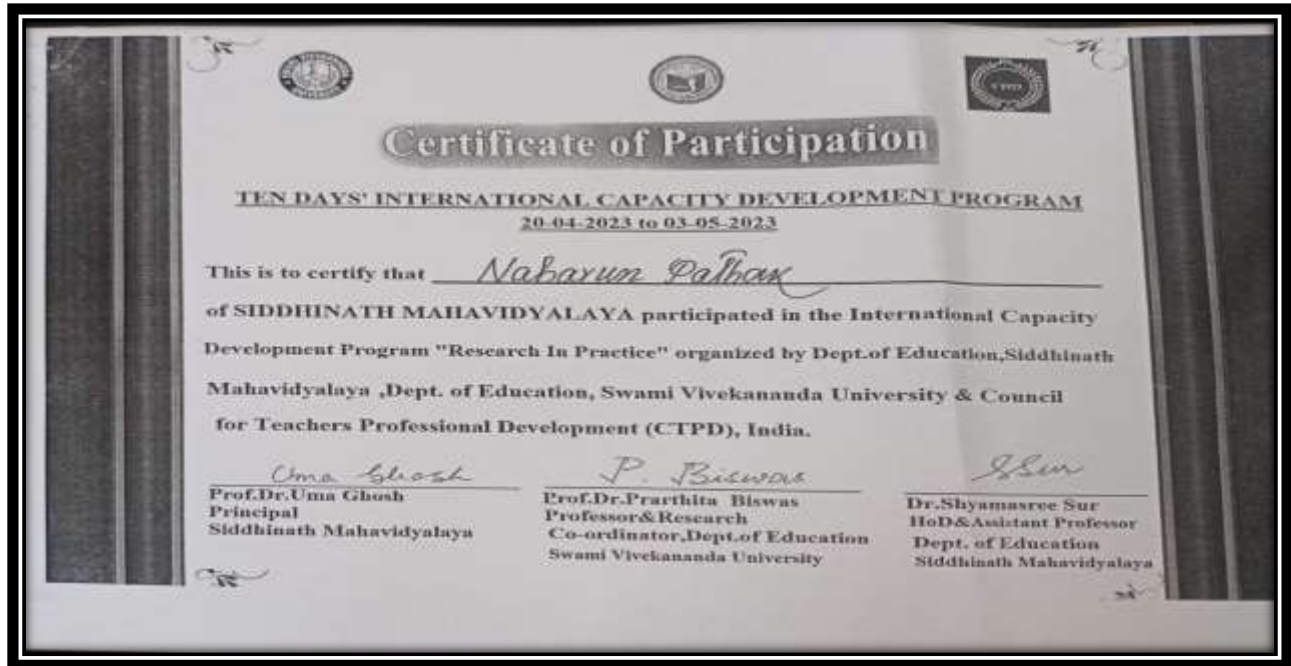 Certificate of Participation
TEN DAYS' INTERNATIONAL CAPACITY DEVELOPMENT PROGRAM
20-04-2023 to 03-05-2023
This is to certify that Nabarun Pathak
of SIDDHINATH MAHAVIDYALAYA participated in the International Capacity
Development Program "Research In Practice" organized by Dept.of Education,Siddhinath
Mahavidyalaya ,Dept. of Education, Swami Vivekananda University & Council
for Teachers Professional Development (CTPD), India.
Uma Ghosh P. Biswas SSur
Prof.Dr.Uma Ghosh
Principal
Siddhinath Mahavidyalaya
Prof.Dr.Prarthita Biswas
Professor&Research
Co-ordinator,Dept.of Education
Swami Vivekananda University
Dr.Shyamasree Sur
HoD&Assistant Professor
Dept. of Education
Siddhinath Mahavidyalaya